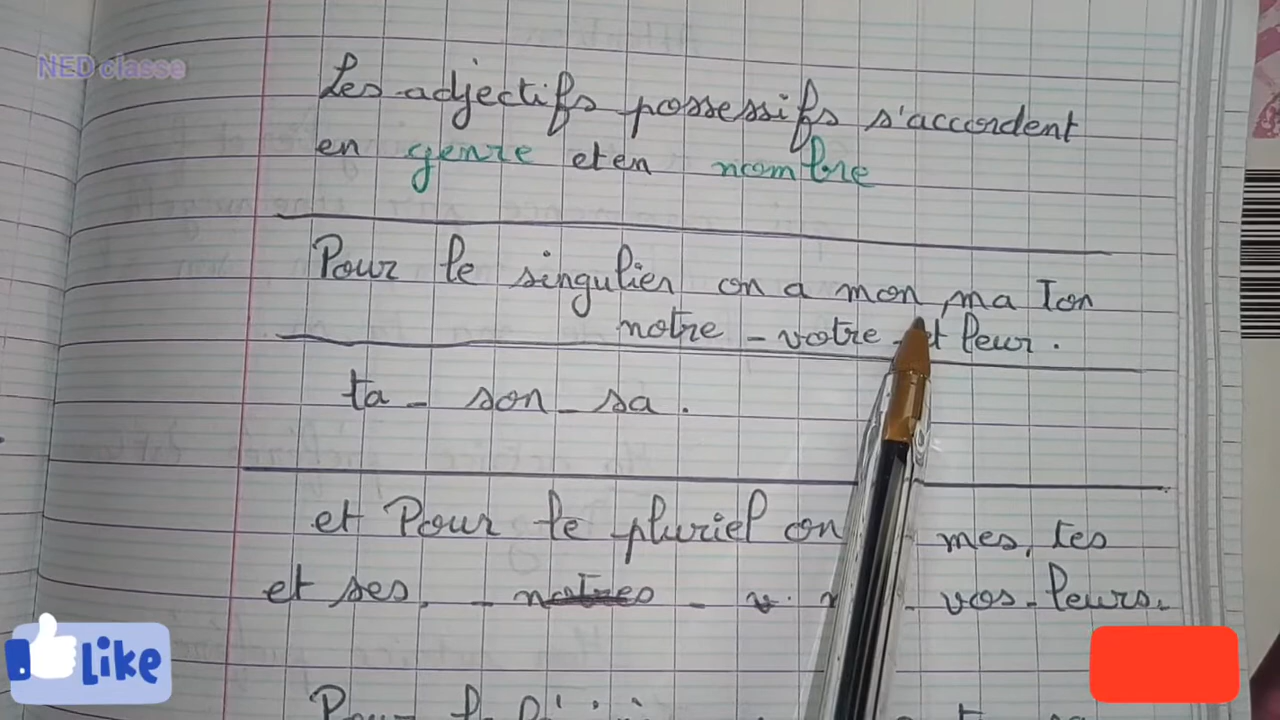 NED classe
Les adjectifs possessifs s'accordent
en genre et en nombre
Pour le singulier on a mon, ma Ton
notre - votre - et leur.
ta - son - sa.
et Pour le pluriel on mes, tes
et ses, - - vos - leurs.
Like